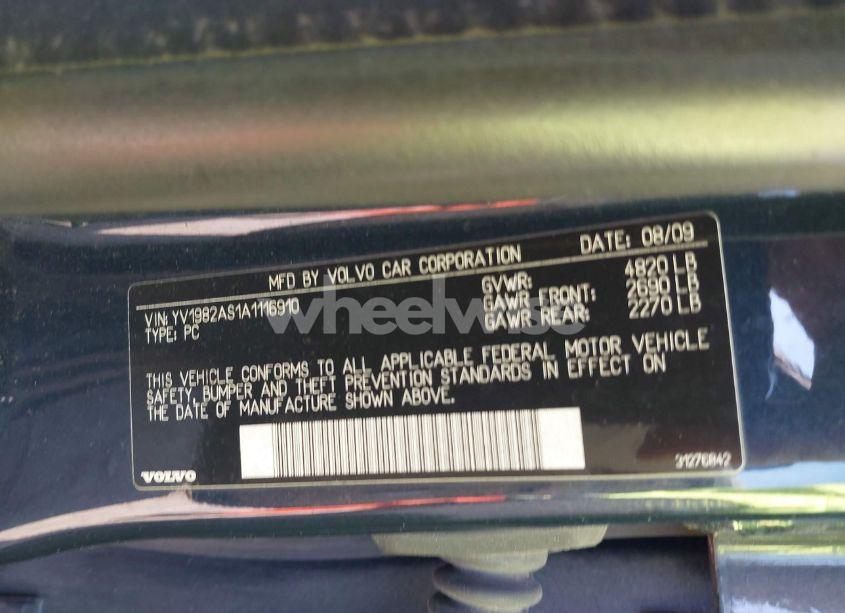 MFD BY VOLVO CAR CORPORATION DATE: 08/09
VIN: YV1982AS1A1116910 GVWR: 4820 LB
TYPE: PC GAWR FRONT: 2690 LB
GAWR REAR: 2270 LB
THIS VEHICLE CONFORMS TO ALL APPLICABLE FEDERAL MOTOR VEHICLE
SAFETY, BUMPER AND THEFT PREVENTION STANDARDS IN EFFECT ON
THE DATE OF MANUFACTURE SHOWN ABOVE.
VOLVO 31276842
wheelwise